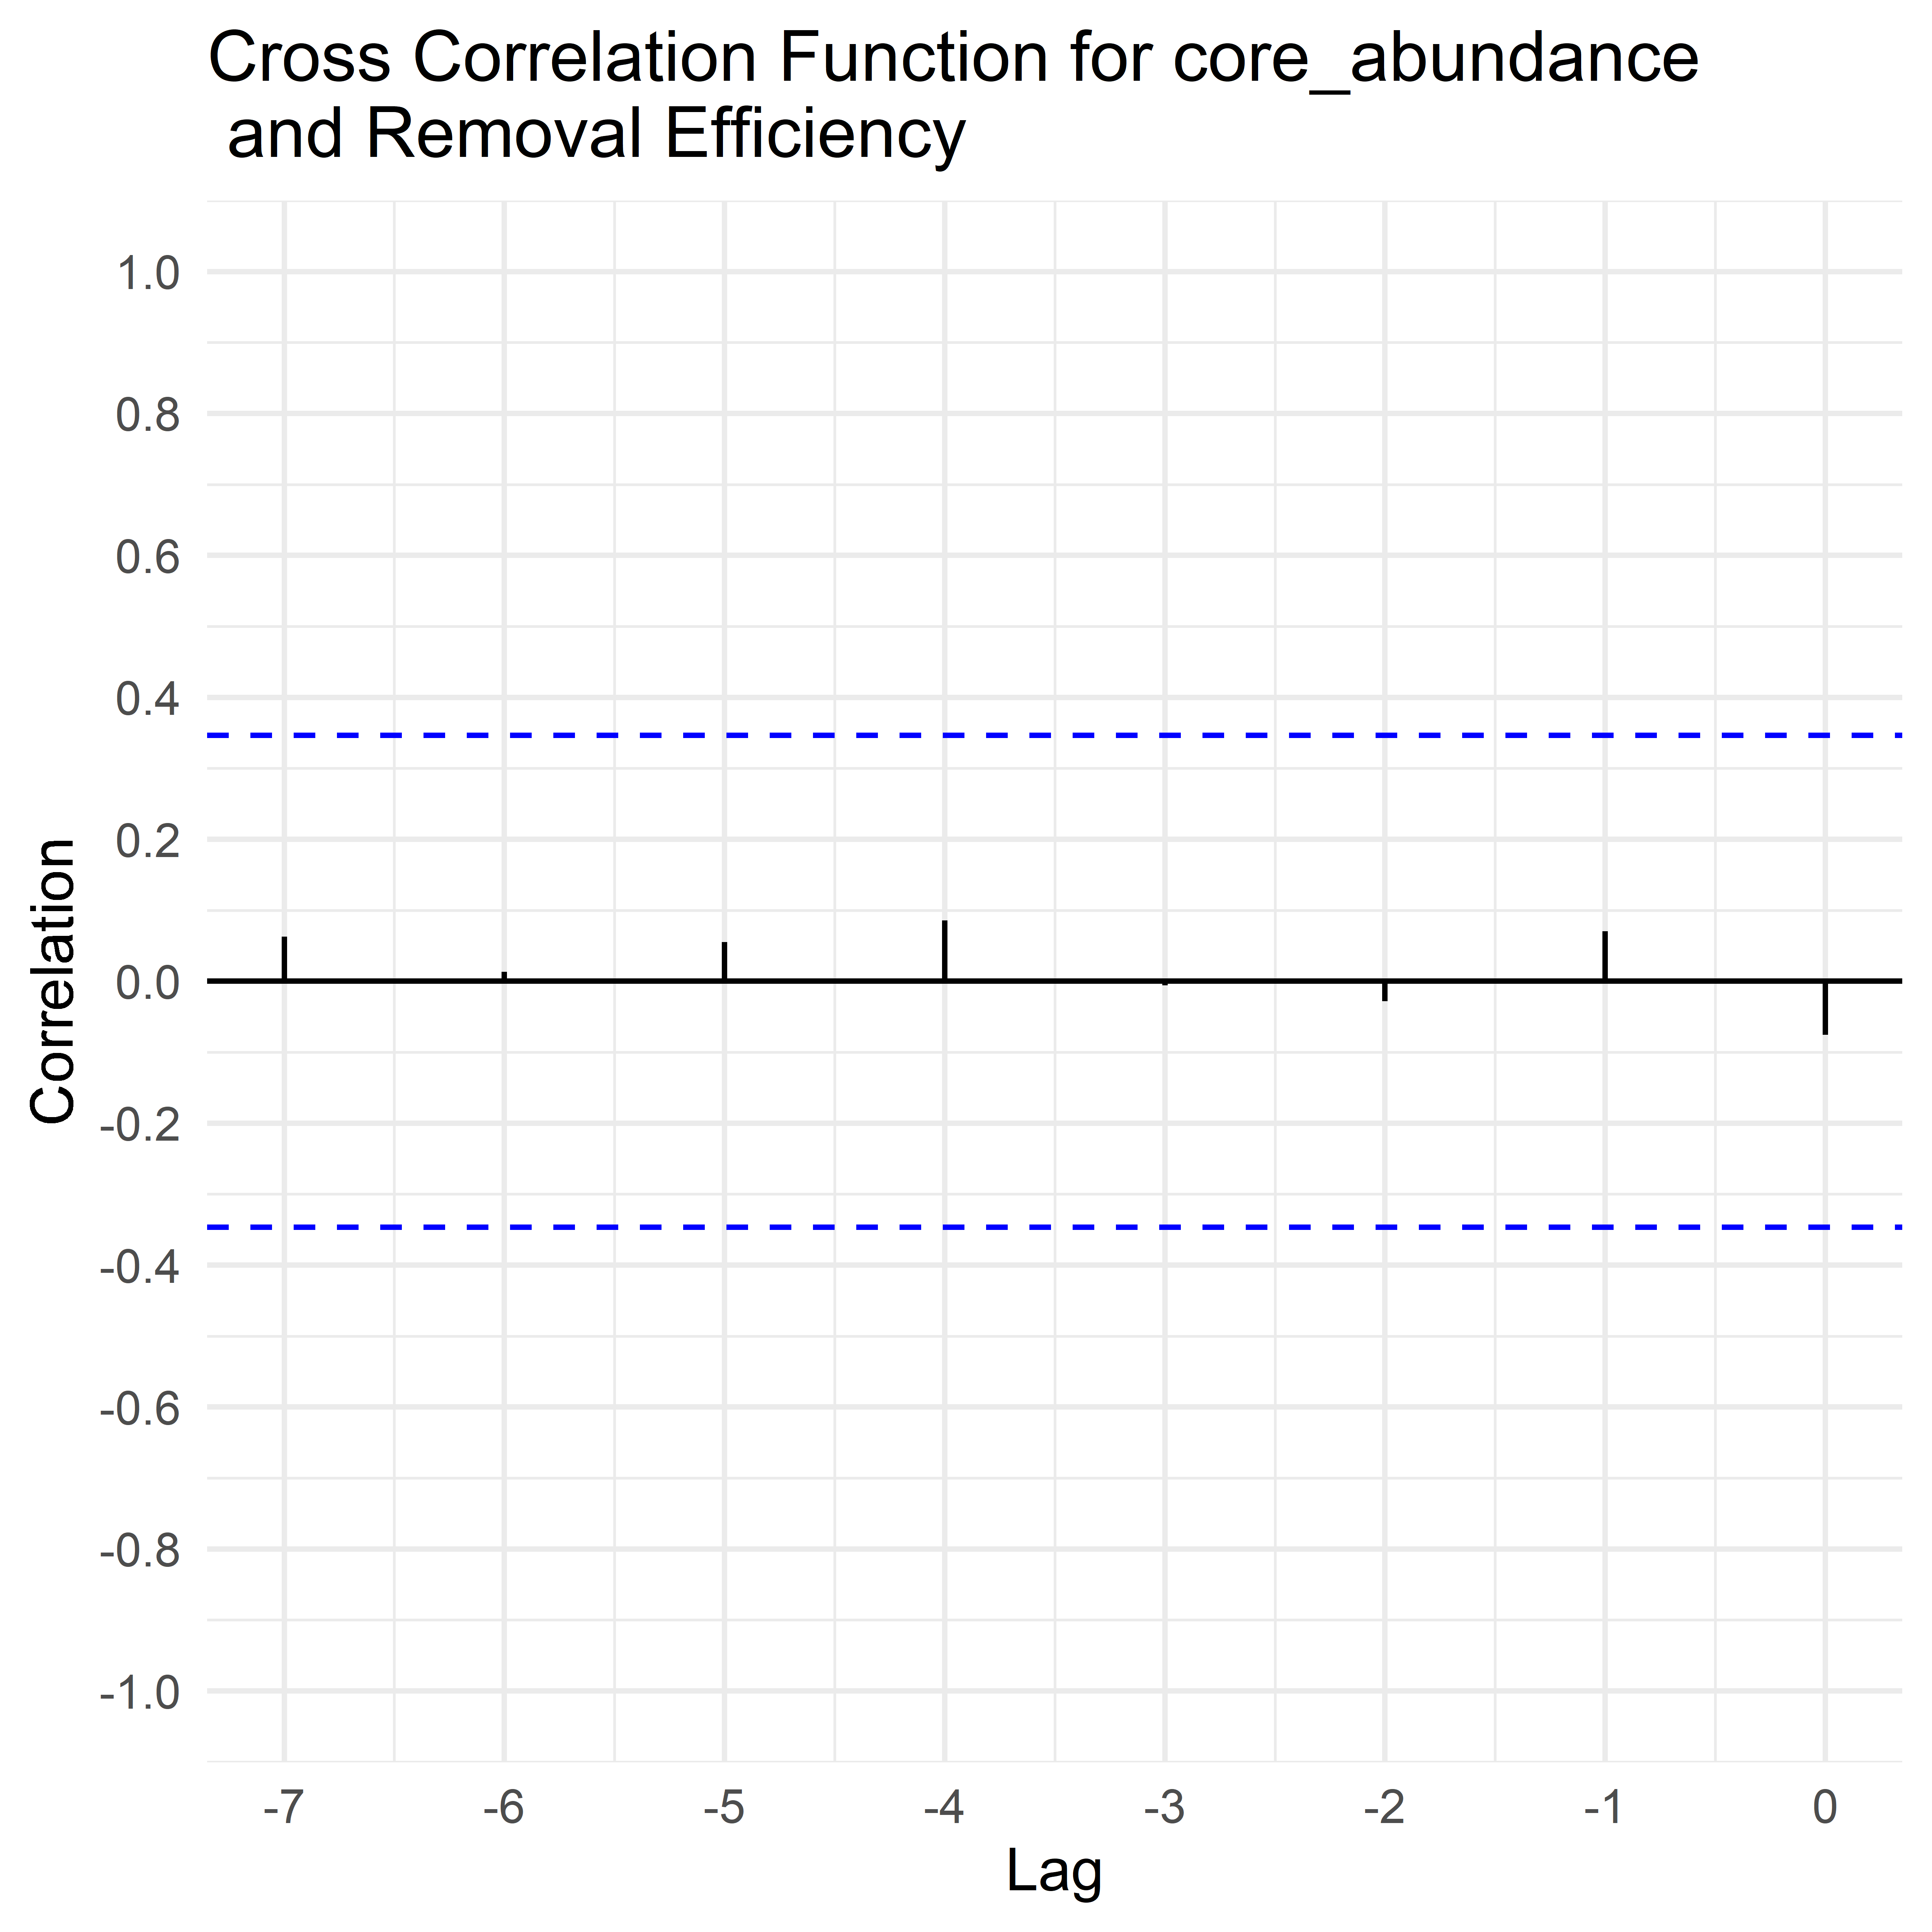 Cross Correlation Function for core_abundance
and Removal Efficiency
1.0
0.8
0.6
0.4
0.2
0.0
-0.2
-0.4
-0.6
-0.8
-1.0
Correlation
-7 -6 -5 -4 -3 -2 -1 0
Lag